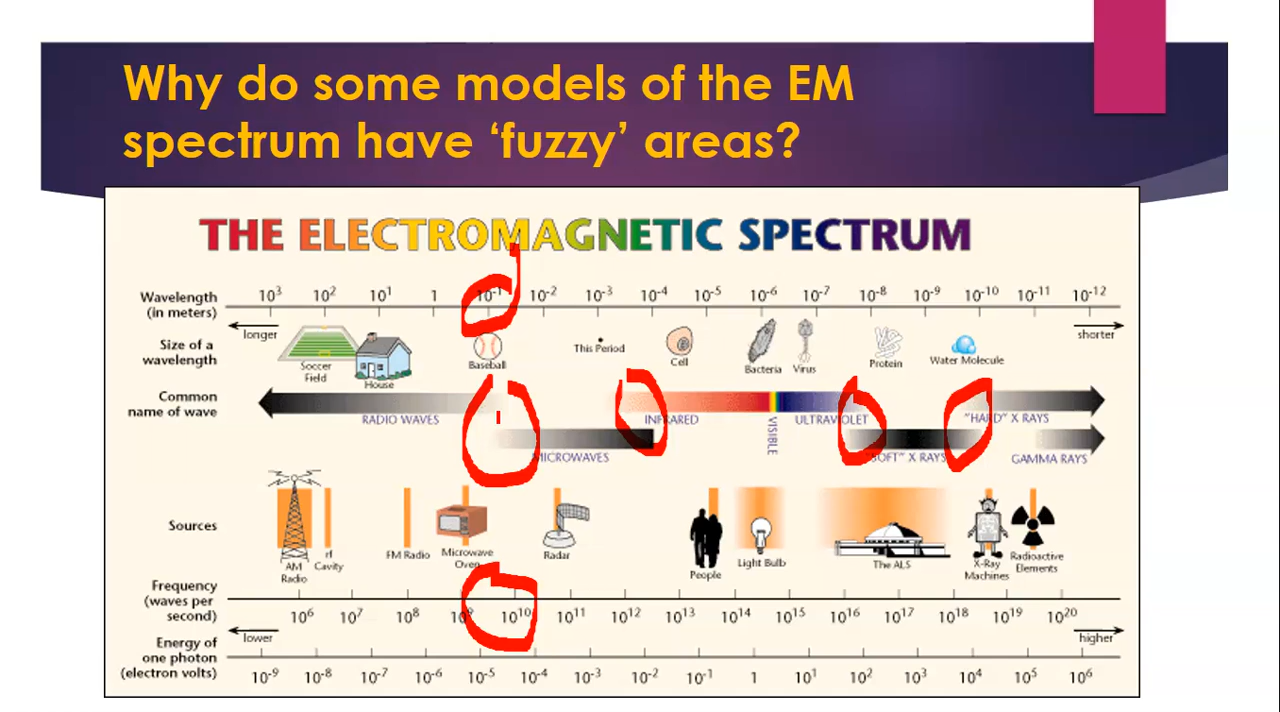 Why do some models of the EM
spectrum have ‘fuzzy’ areas?
THE ELECTROMAGNETIC SPECTRUM
Wavelength
(in meters)
10³ 10² 10¹ 1 10⁻¹ 10⁻² 10⁻³ 10⁻⁴ 10⁻⁵ 10⁻⁶ 10⁻⁷ 10⁻⁸ 10⁻⁹ 10⁻¹⁰ 10⁻¹¹ 10⁻¹²
longer shorter
Size of a
wavelength
Soccer
Field
House
Baseball
This Period
Cell
Bacteria
Virus
Protein
Water Molecule
Common
name of wave
RADIO WAVES
MICROWAVES
INFRARED
VISIBLE
ULTRAVIOLET
"SOFT" X RAYS
"HARD" X RAYS
GAMMA RAYS
Sources
AM
Radio
rf
Cavity
FM Radio
Microwave
Oven
Radar
People
Light Bulb
The ALS
X-Ray
Machines
Radioactive
Elements
Frequency
(waves per
second)
10⁶ 10⁷ 10⁸ 10⁹ 10¹⁰ 10¹¹ 10¹² 10¹³ 10¹⁴ 10¹⁵ 10¹⁶ 10¹⁷ 10¹⁸ 10¹⁹ 10²⁰
lower higher
Energy of
one photon
(electron volts)
10⁻⁹ 10⁻⁸ 10⁻⁷ 10⁻⁶ 10⁻⁵ 10⁻⁴ 10⁻³ 10⁻² 10⁻¹ 1 10¹ 10² 10³ 10⁴ 10⁵ 10⁶